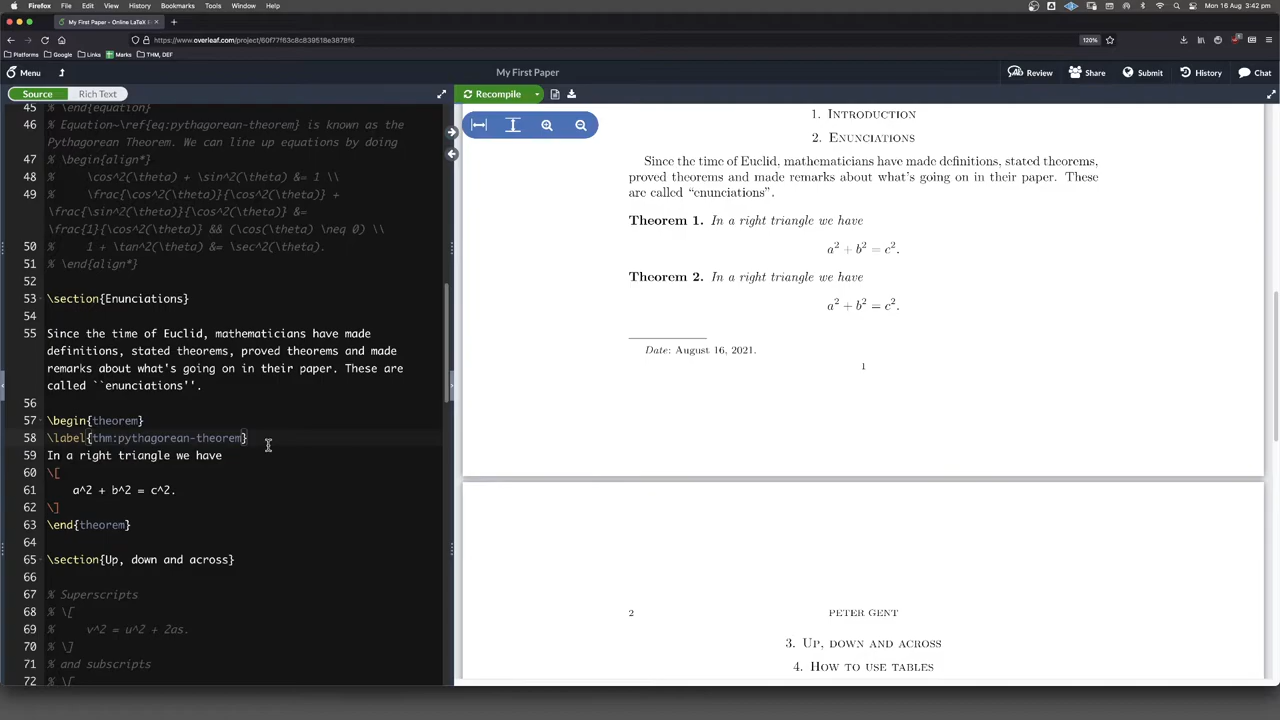 Firefox File Edit View History Bookmarks Tools Window Help
Mon 16 Aug 3:42 pm
My First Paper - Online LaTeX E
https://www.overleaf.com/project/60f77f63c8c839518e3878f6
120%
Platforms Google Links Marks THM, DEF
Menu
My First Paper
Review Share Submit History Chat
Source Rich Text
Recompile
45 % \end{equation}
46 % Equation~\ref{eq:pythagorean-theorem} is known as the
Pythagorean Theorem. We can line up equations by doing
47 % \begin{align*}
48 % \cos^2(\theta) + \sin^2(\theta) &= 1 \\
49 % \frac{\cos^2(\theta)}{\cos^2(\theta)} +
\frac{\sin^2(\theta)}{\cos^2(\theta)} &=
\frac{1}{\cos^2(\theta)} && (\cos(\theta) \neq 0) \\
50 % 1 + \tan^2(\theta) &= \sec^2(\theta).
51 % \end{align*}
52
53 \section{Enunciations}
54
55 Since the time of Euclid, mathematicians have made
definitions, stated theorems, proved theorems and made
remarks about what's going on in their paper. These are
called ``enunciations''.
56
57 \begin{theorem}
58 \label{thm:pythagorean-theorem}
59 In a right triangle we have
60 \[
61 a^2 + b^2 = c^2.
62 \]
63 \end{theorem}
64
65 \section{Up, down and across}
66
67 % Superscripts
68 % \[
69 % v^2 = u^2 + 2as.
70 % \]
71 % and subscripts
72 % \[
1. Introduction
2. Enunciations
Since the time of Euclid, mathematicians have made definitions, stated theorems,
proved theorems and made remarks about what's going on in their paper. These
are called “enunciations”.
Theorem 1. In a right triangle we have
a² + b² = c².
Theorem 2. In a right triangle we have
a² + b² = c².
Date: August 16, 2021.
1
2 PETER GENT
3. Up, down and across
4. How to use tables